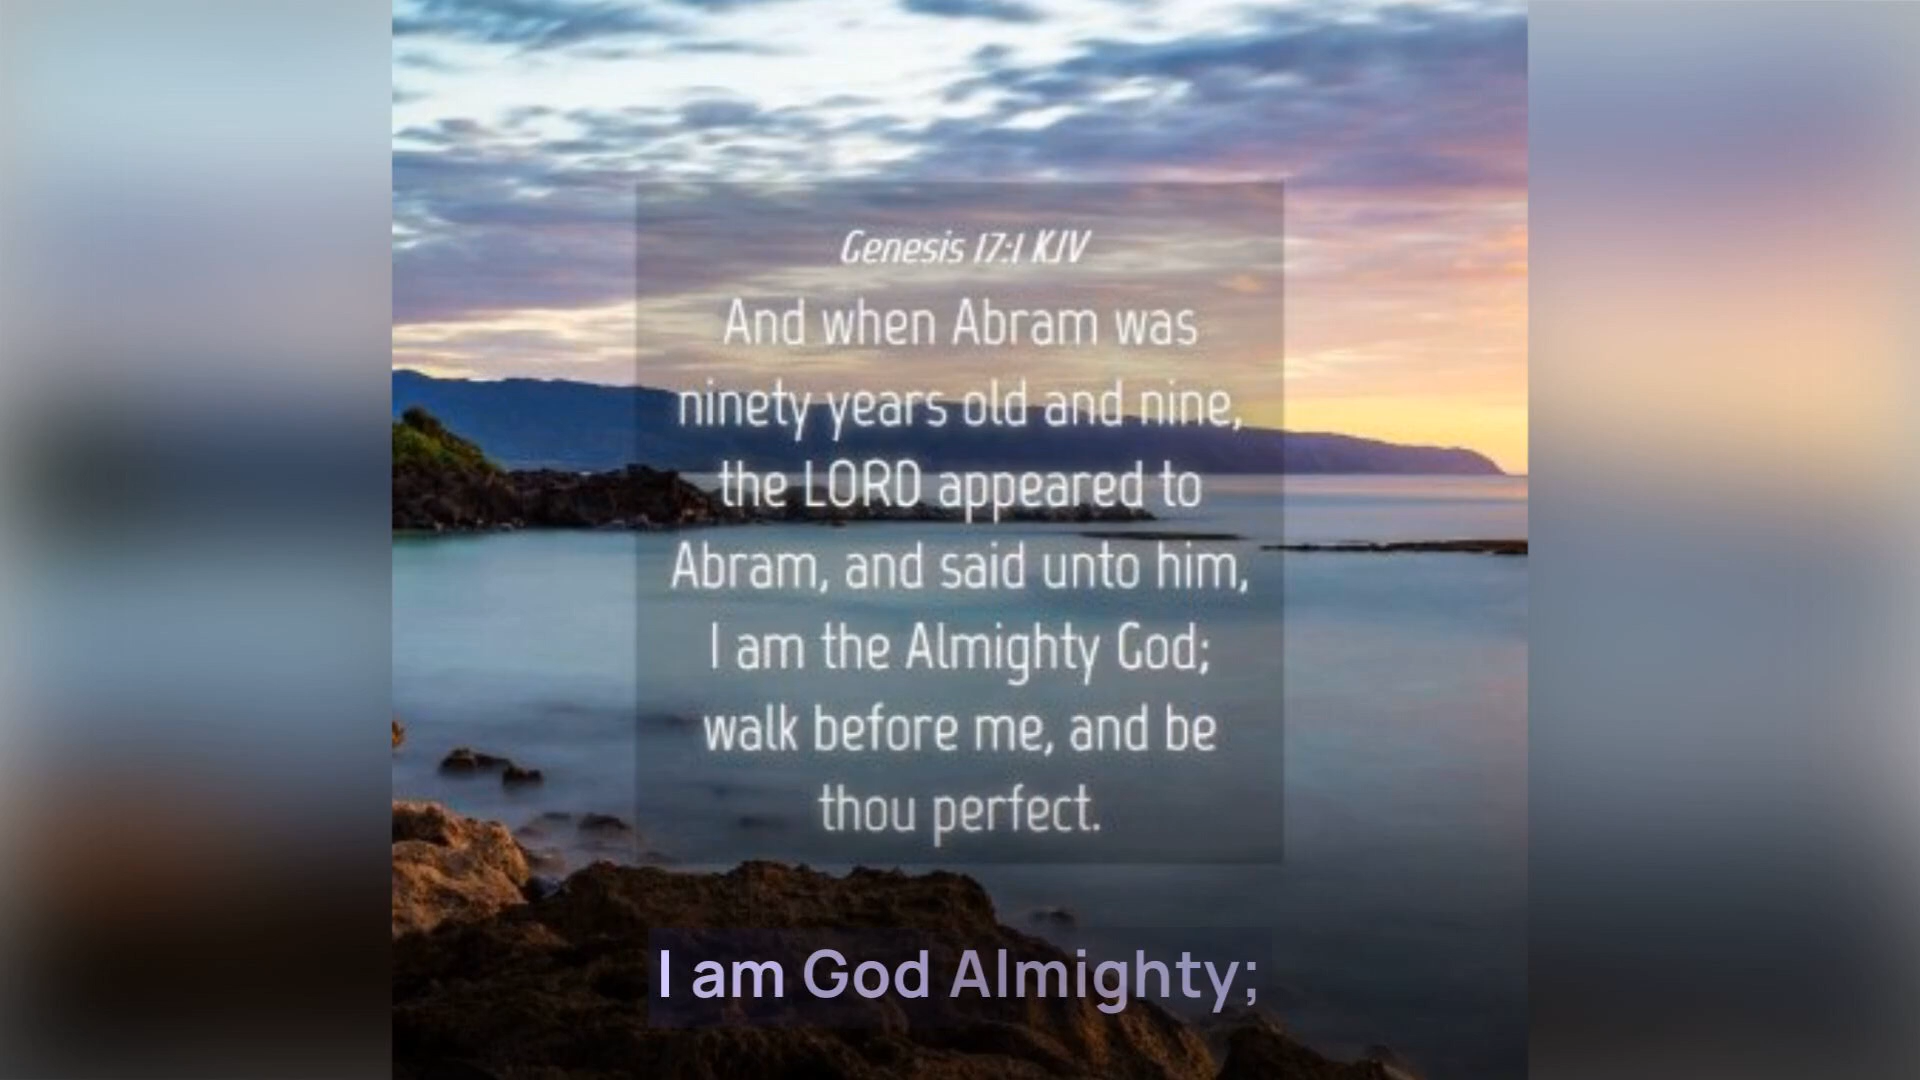 Genesis 17:1 KJV
And when Abram was
ninety years old and nine,
the LORD appeared to
Abram, and said unto him,
I am the Almighty God;
walk before me, and be
thou perfect.
I am God Almighty;